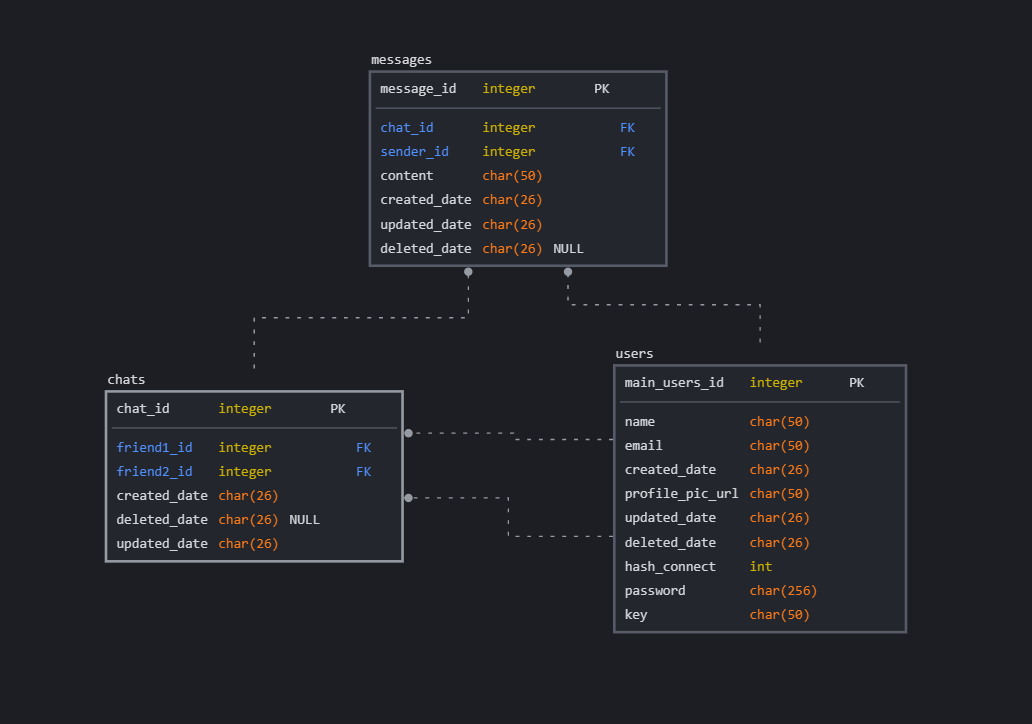 messages
message_id integer PK
chat_id integer FK
sender_id integer FK
content char(50)
created_date char(26)
updated_date char(26)
deleted_date char(26) NULL
chats
chat_id integer PK
friend1_id integer FK
friend2_id integer FK
created_date char(26)
deleted_date char(26) NULL
updated_date char(26)
users
main_users_id integer PK
name char(50)
email char(50)
created_date char(26)
profile_pic_url char(50)
updated_date char(26)
deleted_date char(26)
hash_connect int
password char(256)
key char(50)